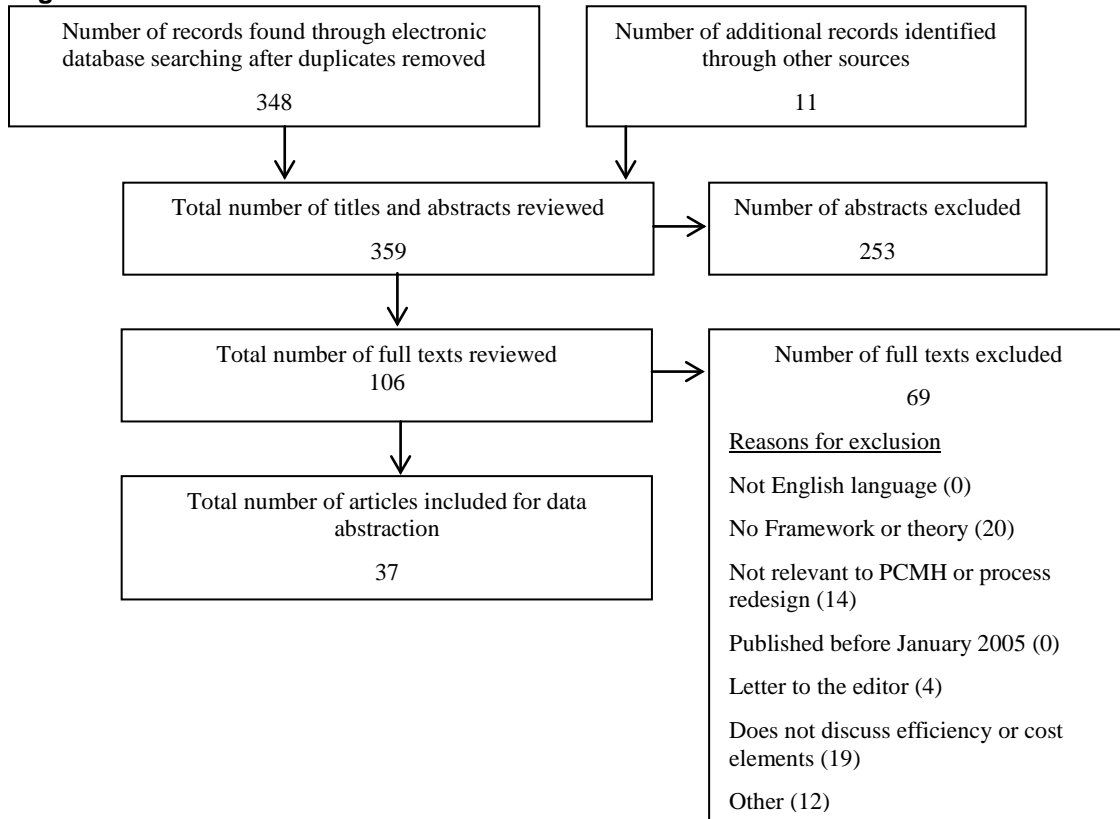 Number of records found through electronic
database searching after duplicates removed
348
Number of additional records identified
through other sources
11
Total number of titles and abstracts reviewed
359
Number of abstracts excluded
253
Total number of full texts reviewed
106
Number of full texts excluded
69
Reasons for exclusion
Not English language (0)
No Framework or theory (20)
Not relevant to PCMH or process
redesign (14)
Published before January 2005 (0)
Letter to the editor (4)
Does not discuss efficiency or cost
elements (19)
Other (12)
Total number of articles included for data
abstraction
37